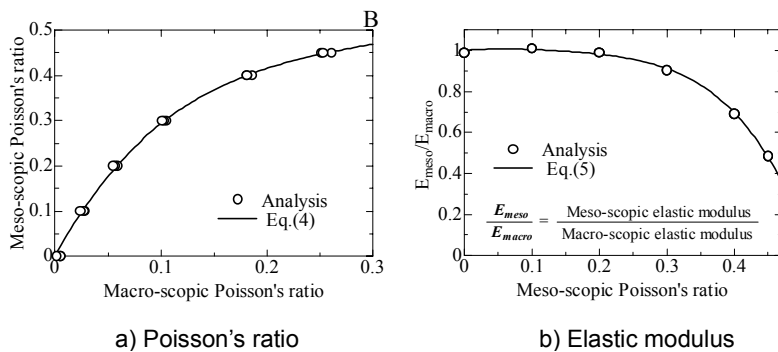 B
0.5
0.4
0.3
0.2
0.1
0
0
0.1
0.2
0.3
Meso-scopic Poisson's ratio
Macro-scopic Poisson's ratio
Analysis
Eq.(4)
a) Poisson's ratio
1
0.8
0.6
0.4
0.2
0
0
0.1
0.2
0.3
0.4
E_meso/E_macro
Meso-scopic Poisson's ratio
Analysis
Eq.(5)
E_meso / E_macro = Meso-scopic elastic modulus / Macro-scopic elastic modulus
b) Elastic modulus